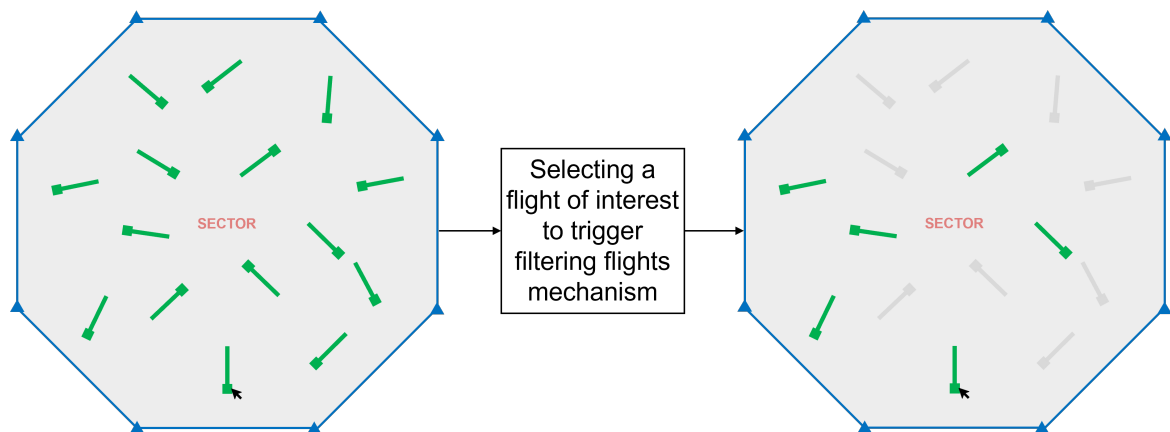 SECTOR
Selecting a
flight of interest
to trigger
filtering flights
mechanism
SECTOR